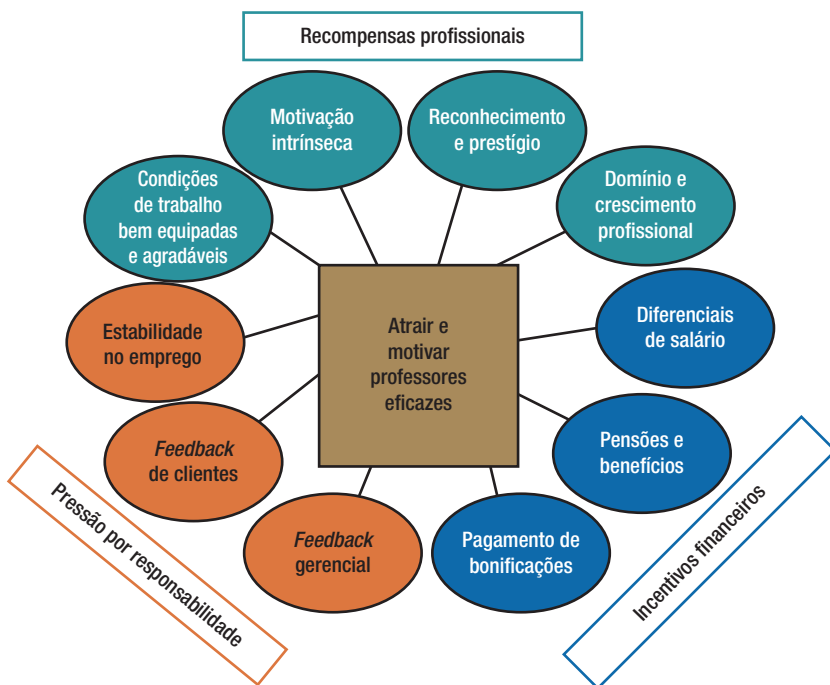 Recompensas profissionais
Motivação
intrínseca
Reconhecimento
e prestígio
Condições
de trabalho
bem equipadas
e agradáveis
Domínio e
crescimento
profissional
Estabilidade
no emprego
Atrair e
motivar
professores
eficazes
Diferenciais
de salário
Feedback
de clientes
Pensões e
benefícios
Feedback
gerencial
Pagamento de
bonificações
Pressão por responsabilidade
Incentivos financeiros